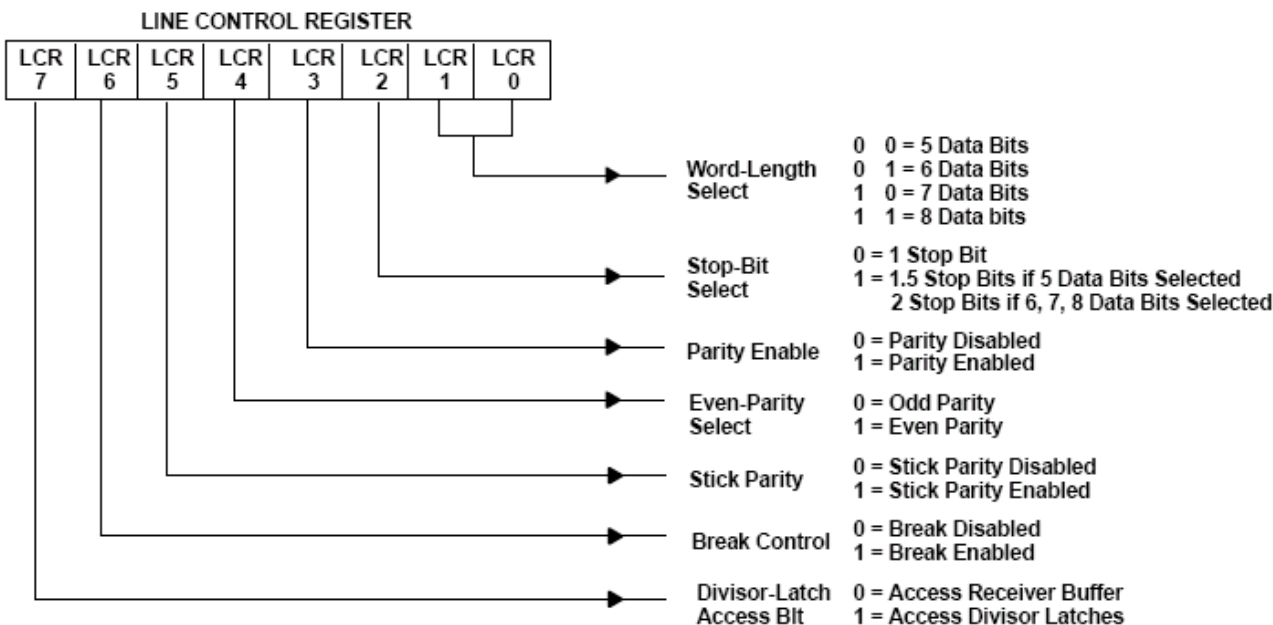 LINE CONTROL REGISTER
LCR LCR LCR LCR LCR LCR LCR LCR
7 6 5 4 3 2 1 0
Word-Length
Select
0 0 = 5 Data Bits
0 1 = 6 Data Bits
1 0 = 7 Data Bits
1 1 = 8 Data bits
Stop-Bit
Select
0 = 1 Stop Bit
1 = 1.5 Stop Bits if 5 Data Bits Selected
2 Stop Bits if 6, 7, 8 Data Bits Selected
Parity Enable
0 = Parity Disabled
1 = Parity Enabled
Even-Parity
Select
0 = Odd Parity
1 = Even Parity
Stick Parity
0 = Stick Parity Disabled
1 = Stick Parity Enabled
Break Control
0 = Break Disabled
1 = Break Enabled
Divisor-Latch
Access Blt
0 = Access Receiver Buffer
1 = Access Divisor Latches